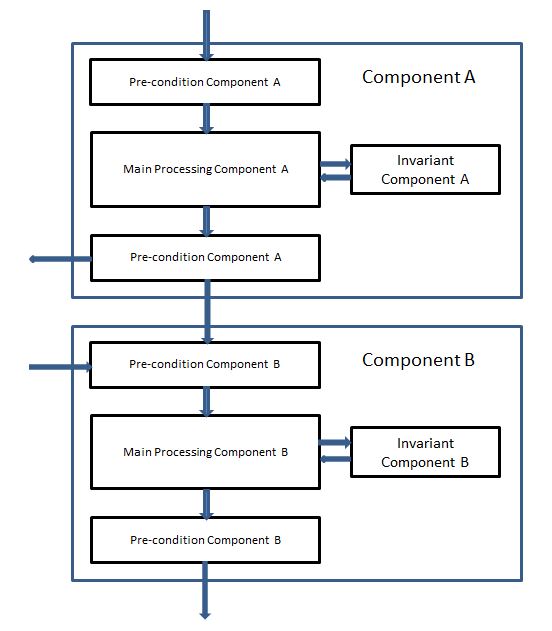 Component A
Pre-condition Component A
Main Processing Component A
Invariant
Component A
Pre-condition Component A
Component B
Pre-condition Component B
Main Processing Component B
Invariant
Component B
Pre-condition Component B